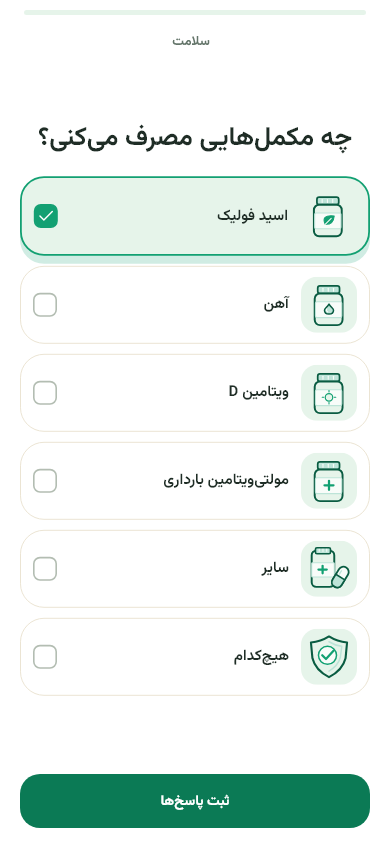 سلامت
چه مکمل‌هایی مصرف می‌کنی؟
اسید فولیک
آهن
ویتامین D
مولتی‌ویتامین بارداری
سایر
هیچ‌کدام
ثبت پاسخ‌ها